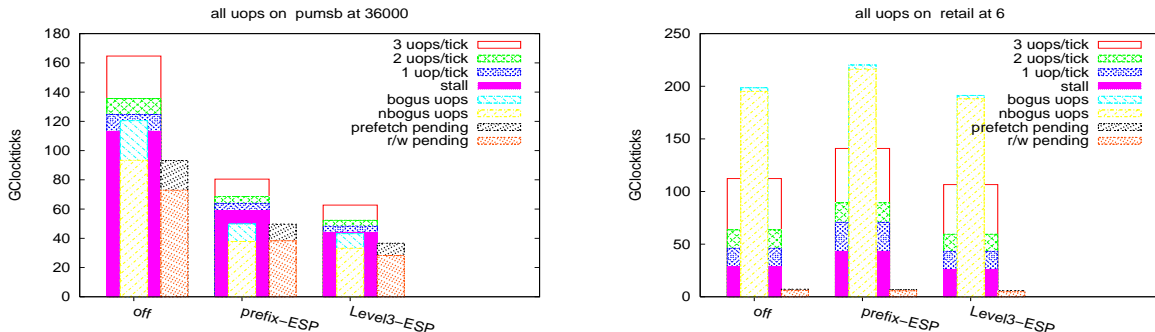 all uops on pumsb at 36000
180
160
140
120
100
80
60
40
20
0
GClockticks
3 uops/tick
2 uops/tick
1 uop/tick
stall
bogus uops
nbogus uops
prefetch pending
r/w pending
off
prefix-ESP
Level3-ESP
all uops on retail at 6
250
200
150
100
50
0
GClockticks
3 uops/tick
2 uops/tick
1 uop/tick
stall
bogus uops
nbogus uops
prefetch pending
r/w pending
off
prefix-ESP
Level3-ESP